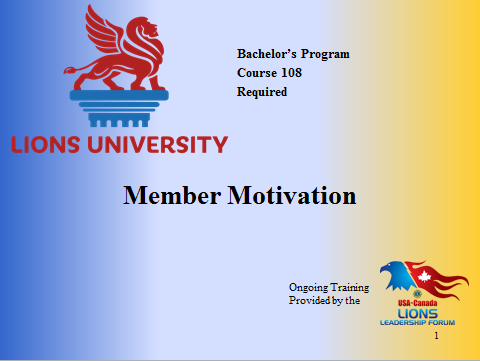 Bachelor's Program
Course 108
Required
LIONS UNIVERSITY
Member Motivation
Ongoing Training
Provided by the
USA-Canada
LIONS
LEADERSHIP FORUM
1